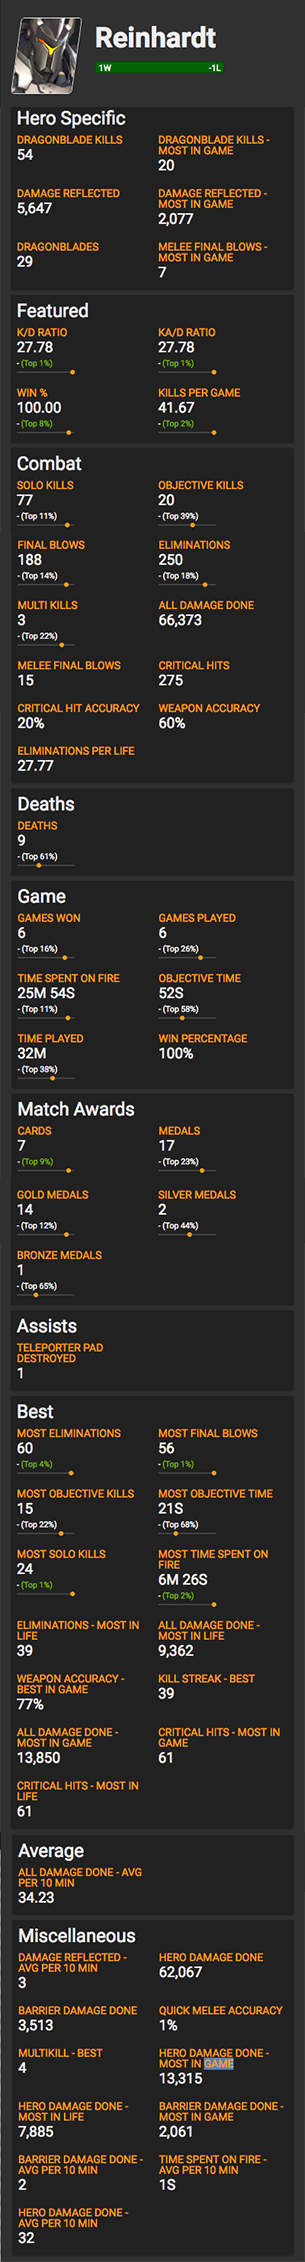 Reinhardt
1W -1L
Hero Specific
DRAGONBLADE KILLS
54
DRAGONBLADE KILLS -
MOST IN GAME
20
DAMAGE REFLECTED
5,647
DAMAGE REFLECTED -
MOST IN GAME
2,077
DRAGONBLADES
29
MELEE FINAL BLOWS -
MOST IN GAME
7
Featured
K/D RATIO
27.78
- (Top 1%)
KA/D RATIO
27.78
- (Top 1%)
WIN %
100.00
- (Top 8%)
KILLS PER GAME
41.67
- (Top 2%)
Combat
SOLO KILLS
77
- (Top 11%)
OBJECTIVE KILLS
20
- (Top 39%)
FINAL BLOWS
188
- (Top 14%)
ELIMINATIONS
250
- (Top 18%)
MULTI KILLS
3
- (Top 22%)
ALL DAMAGE DONE
66,373
MELEE FINAL BLOWS
15
CRITICAL HITS
275
CRITICAL HIT ACCURACY
20%
WEAPON ACCURACY
60%
ELIMINATIONS PER LIFE
27.77
Deaths
DEATHS
9
- (Top 61%)
Game
GAMES WON
6
- (Top 16%)
GAMES PLAYED
6
- (Top 26%)
TIME SPENT ON FIRE
25M 54S
- (Top 11%)
OBJECTIVE TIME
52S
- (Top 58%)
TIME PLAYED
32M
- (Top 38%)
WIN PERCENTAGE
100%
Match Awards
CARDS
7
- (Top 9%)
MEDALS
17
- (Top 23%)
GOLD MEDALS
14
- (Top 12%)
SILVER MEDALS
2
- (Top 44%)
BRONZE MEDALS
1
- (Top 65%)
Assists
TELEPORTER PAD
DESTROYED
1
Best
MOST ELIMINATIONS
60
- (Top 4%)
MOST FINAL BLOWS
56
- (Top 1%)
MOST OBJECTIVE KILLS
15
- (Top 22%)
MOST OBJECTIVE TIME
21S
- (Top 68%)
MOST SOLO KILLS
24
- (Top 1%)
MOST TIME SPENT ON
FIRE
6M 26S
- (Top 2%)
ELIMINATIONS - MOST IN
LIFE
39
ALL DAMAGE DONE -
MOST IN LIFE
9,362
WEAPON ACCURACY -
BEST IN GAME
77%
KILL STREAK - BEST
39
ALL DAMAGE DONE -
MOST IN GAME
13,850
CRITICAL HITS - MOST IN
GAME
61
CRITICAL HITS - MOST IN
LIFE
61
Average
ALL DAMAGE DONE - AVG
PER 10 MIN
34.23
Miscellaneous
DAMAGE REFLECTED -
AVG PER 10 MIN
3
HERO DAMAGE DONE
62,067
BARRIER DAMAGE DONE
3,513
QUICK MELEE ACCURACY
1%
MULTIKILL - BEST
4
HERO DAMAGE DONE -
MOST IN GAME
13,315
HERO DAMAGE DONE -
MOST IN LIFE
7,885
BARRIER DAMAGE DONE -
MOST IN GAME
2,061
BARRIER DAMAGE DONE -
AVG PER 10 MIN
2
TIME SPENT ON FIRE -
AVG PER 10 MIN
1S
HERO DAMAGE DONE -
AVG PER 10 MIN
32